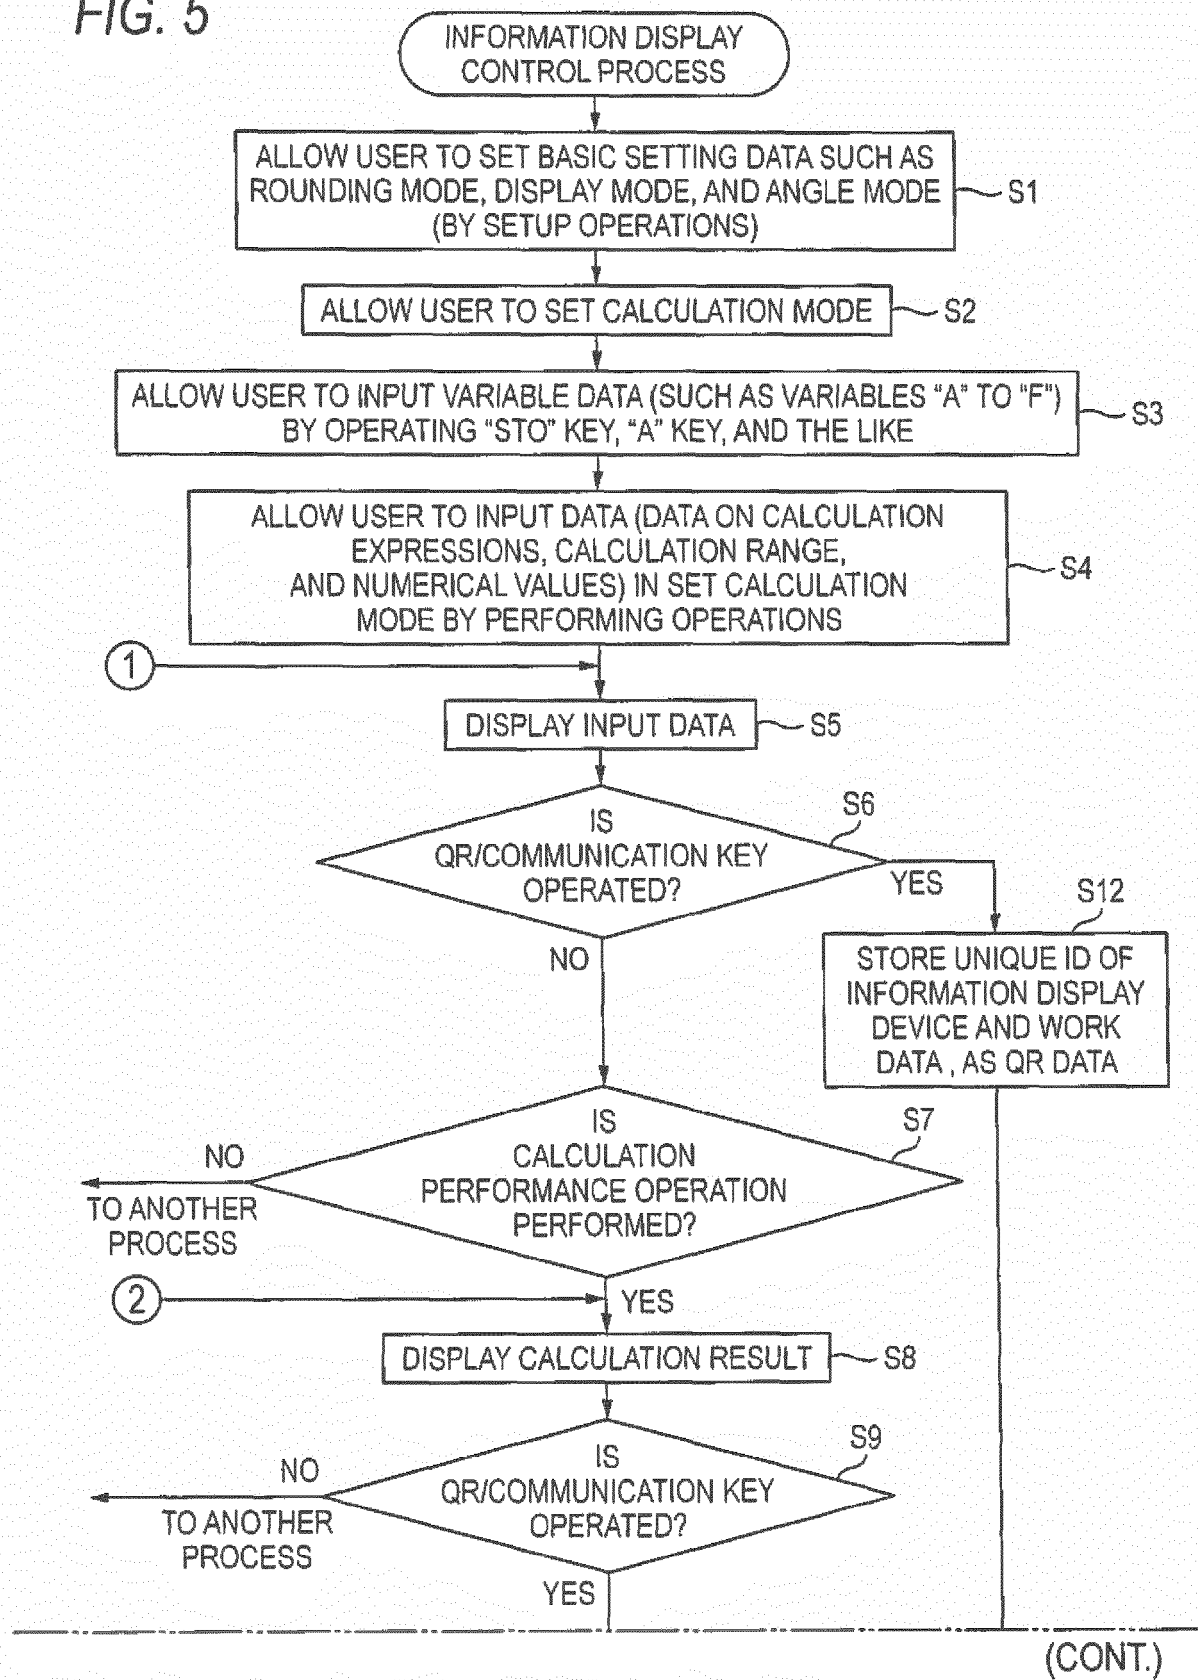 FIG. 5
INFORMATION DISPLAY
CONTROL PROCESS
ALLOW USER TO SET BASIC SETTING DATA SUCH AS
ROUNDING MODE, DISPLAY MODE, AND ANGLE MODE
(BY SETUP OPERATIONS)
S1
ALLOW USER TO SET CALCULATION MODE
S2
ALLOW USER TO INPUT VARIABLE DATA (SUCH AS VARIABLES "A" TO "F")
BY OPERATING "STO" KEY, "A" KEY, AND THE LIKE
S3
ALLOW USER TO INPUT DATA (DATA ON CALCULATION
EXPRESSIONS, CALCULATION RANGE,
AND NUMERICAL VALUES) IN SET CALCULATION
MODE BY PERFORMING OPERATIONS
S4
1
DISPLAY INPUT DATA
S5
IS
QR/COMMUNICATION KEY
OPERATED?
S6
YES
NO
S12
STORE UNIQUE ID OF
INFORMATION DISPLAY
DEVICE AND WORK
DATA , AS QR DATA
IS
CALCULATION
PERFORMANCE OPERATION
PERFORMED?
S7
NO
TO ANOTHER
PROCESS
2
YES
DISPLAY CALCULATION RESULT
S8
IS
QR/COMMUNICATION KEY
OPERATED?
S9
NO
TO ANOTHER
PROCESS
YES
(CONT.)